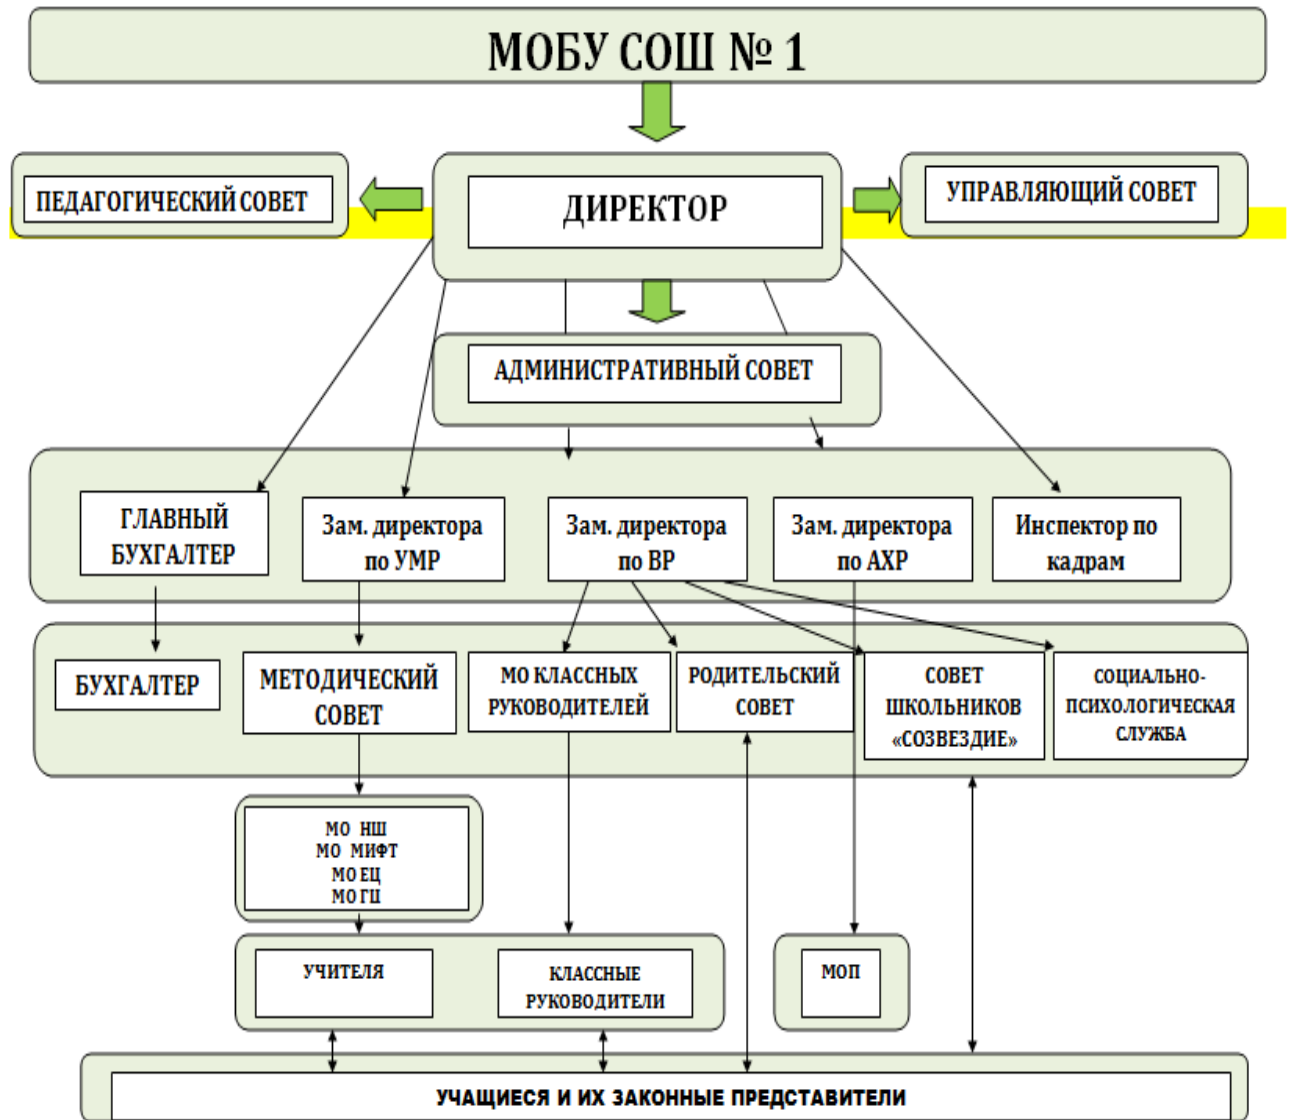 МОБУ СОШ № 1
ПЕДАГОГИЧЕСКИЙ СОВЕТ
ДИРЕКТОР
УПРАВЛЯЮЩИЙ СОВЕТ
АДМИНИСТРАТИВНЫЙ СОВЕТ
ГЛАВНЫЙ
БУХГАЛТЕР
Зам. директора
по УМР
Зам. директора
по ВР
Зам. директора
по АХР
Инспектор по
кадрам
БУХГАЛТЕР
МЕТОДИЧЕСКИЙ
СОВЕТ
МО КЛАССНЫХ
РУКОВОДИТЕЛЕЙ
РОДИТЕЛЬСКИЙ
СОВЕТ
СОВЕТ
ШКОЛЬНИКОВ
«СОЗВЕЗДИЕ»
СОЦИАЛЬНО-
ПСИХОЛОГИЧЕСКАЯ
СЛУЖБА
МО НШ
МО МИФТ
МО ЕЦ
МО ГЦ
УЧИТЕЛЯ
КЛАССНЫЕ
РУКОВОДИТЕЛИ
МОП
УЧАЩИЕСЯ И ИХ ЗАКОННЫЕ ПРЕДСТАВИТЕЛИ